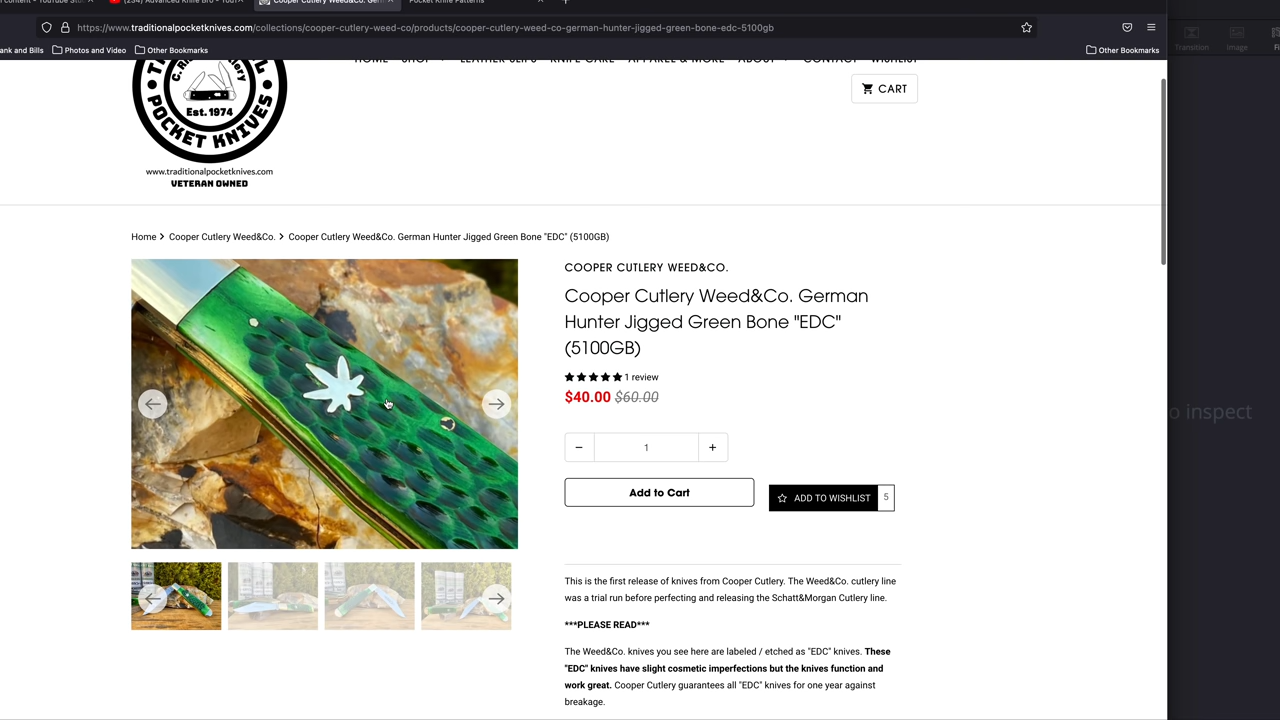 content - YouTube Stu
(234) Advanced Knife Bro - YouT
Cooper Cutlery Weed&Co. Ger
Pocket Knife Patterns
https://www.traditionalpocketknives.com/collections/cooper-cutlery-weed-co/products/cooper-cutlery-weed-co-german-hunter-jigged-green-bone-edc-5100gb
ank and Bills
Photos and Video
Other Bookmarks
Other Bookmarks
Transition
Image
HOME SHOP LEATHER SLIPS KNIFE CARE APPAREL & MORE ABOUT CONTACT WISHLIST
CART
Est. 1974
POCKET KNIVES
www.traditionalpocketknives.com
VETERAN OWNED
Home > Cooper Cutlery Weed&Co. > Cooper Cutlery Weed&Co. German Hunter Jigged Green Bone "EDC" (5100GB)
COOPER CUTLERY WEED&CO.
Cooper Cutlery Weed&Co. German
Hunter Jigged Green Bone "EDC"
(5100GB)
1 review
$40.00 $60.00
o inspect
− 1 +
Add to Cart
ADD TO WISHLIST 5
This is the first release of knives from Cooper Cutlery. The Weed&Co. cutlery line
was a trial run before perfecting and releasing the Schatt&Morgan Cutlery line.
***PLEASE READ***
The Weed&Co. knives you see here are labeled / etched as "EDC" knives. These
"EDC" knives have slight cosmetic imperfections but the knives function and
work great. Cooper Cutlery guarantees all "EDC" knives for one year against
breakage.